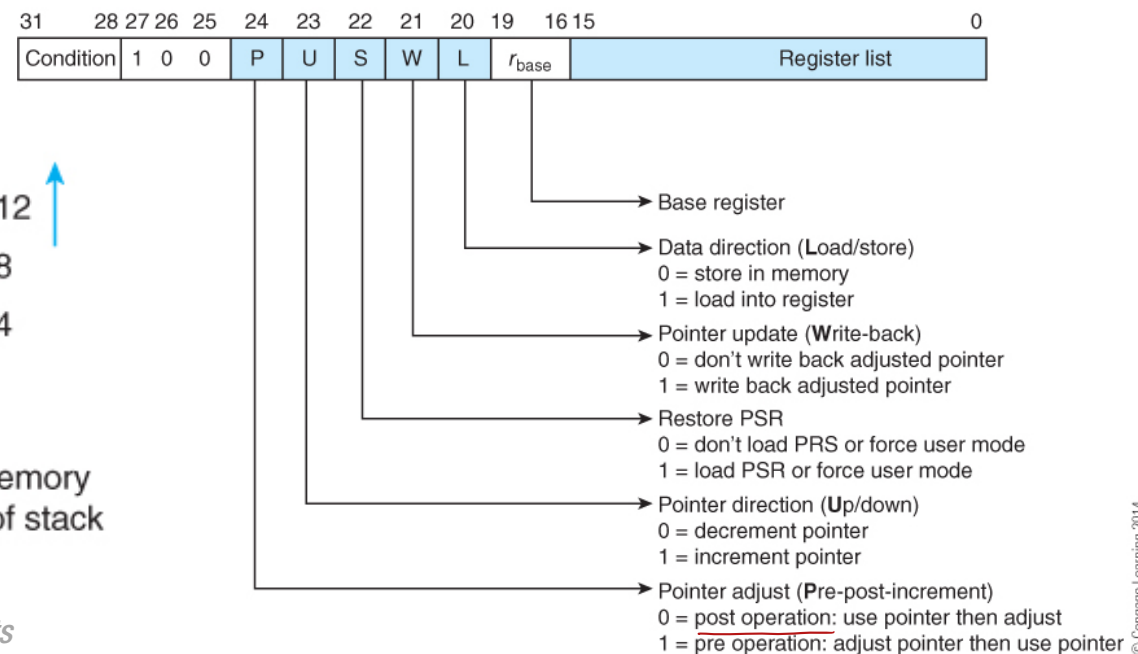 31 28 27 26 25 24 23 22 21 20 19 16 15 0
Condition 1 0 0 P U S W L rbase Register list
12
8
4
Base register
Data direction (Load/store)
0 = store in memory
1 = load into register
Pointer update (Write-back)
0 = don't write back adjusted pointer
1 = write back adjusted pointer
Restore PSR
0 = don't load PRS or force user mode
1 = load PSR or force user mode
emory
of stack
Pointer direction (Up/down)
0 = decrement pointer
1 = increment pointer
Pointer adjust (Pre-post-increment)
0 = post operation: use pointer then adjust
1 = pre operation: adjust pointer then use pointer
ts
© Cengage Learning 2014